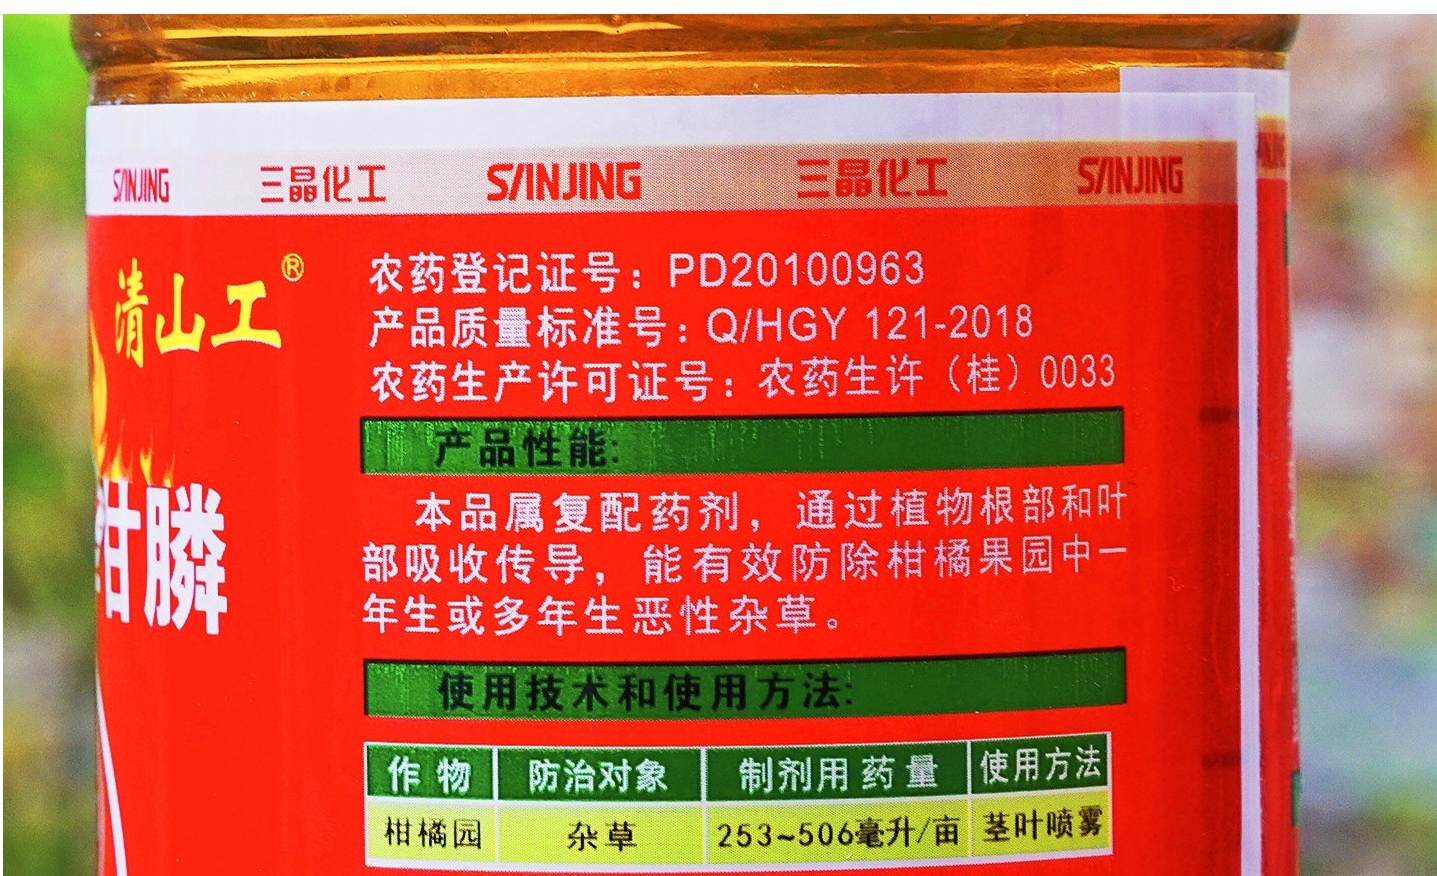 SANJING 三晶化工 SANJING 三晶化工 SANJING
清山工®
农药登记证号：PD20100963
产品质量标准号：Q/HGY 121-2018
农药生产许可证号：农药生许（桂）0033
产品性能:
甘膦
本品属复配药剂，通过植物根部和叶
部吸收传导，能有效防除柑橘果园中一
年生或多年生恶性杂草。
使用技术和使用方法:
作物 防治对象 制剂用药量 使用方法
柑橘园 杂草 253~506毫升/亩 茎叶喷雾